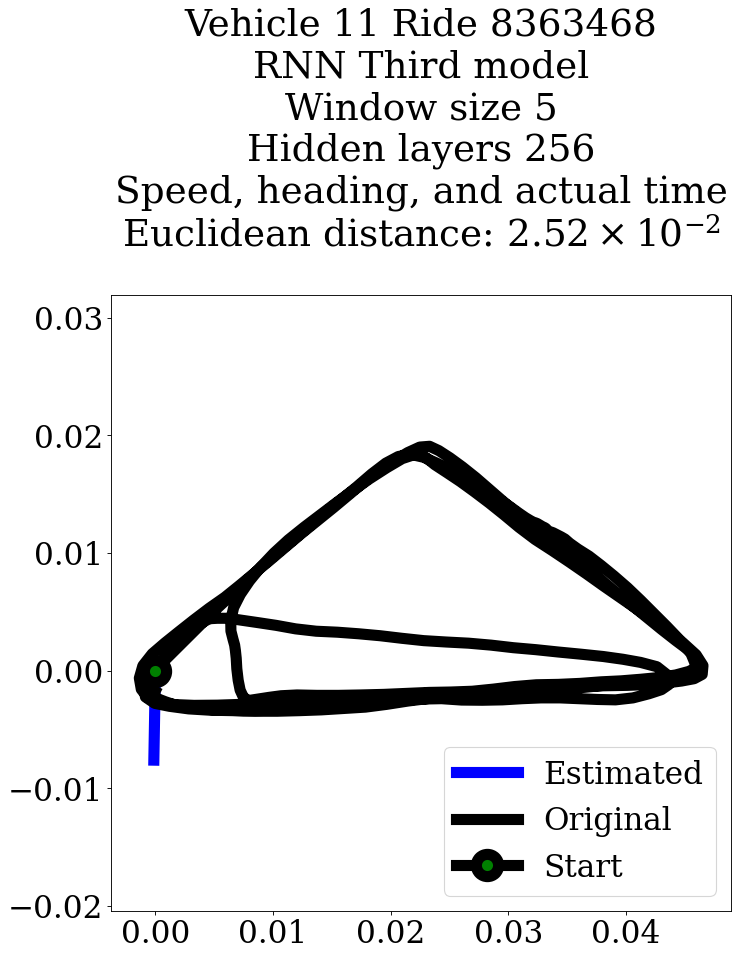 Vehicle 11 Ride 8363468
RNN Third model
Window size 5
Hidden layers 256
Speed, heading, and actual time
Euclidean distance: 2.52 × 10⁻²
0.03
0.02
0.01
0.00
−0.01
−0.02
Estimated
Original
Start
0.00 0.01 0.02 0.03 0.04